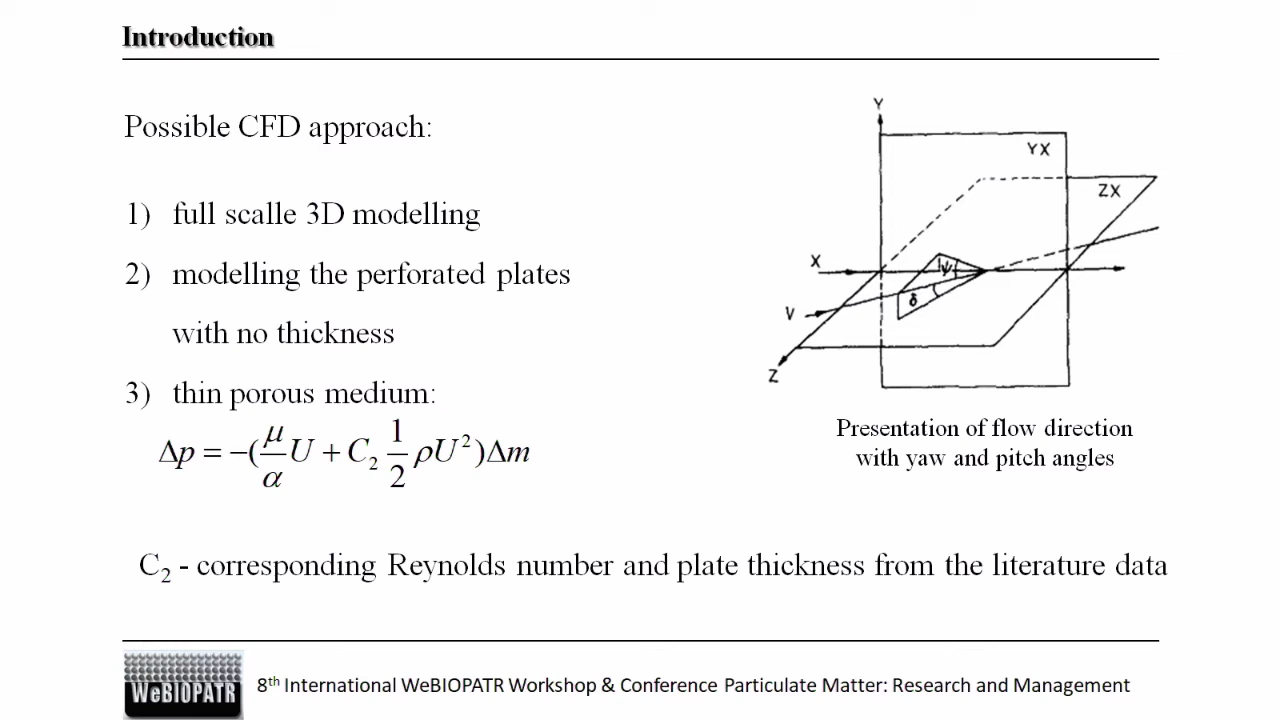 Introduction
Possible CFD approach:
1) full scalle 3D modelling
2) modelling the perforated plates
with no thickness
3) thin porous medium:
Δp = −(μ/α U + C₂ 1/2 ρU²)Δm
Y
YX
ZX
X
ψ
δ
V
Z
Presentation of flow direction
with yaw and pitch angles
C₂ - corresponding Reynolds number and plate thickness from the literature data
WeBIOPATR
8th International WeBIOPATR Workshop & Conference Particulate Matter: Research and Management